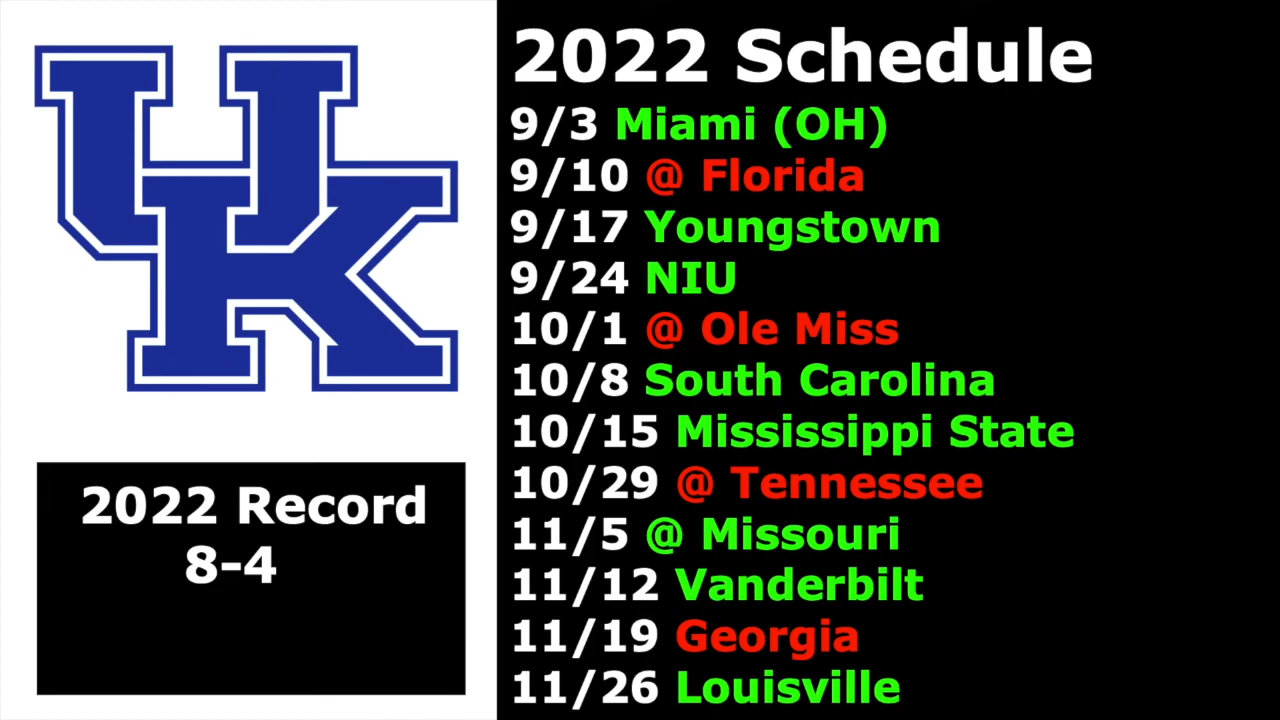 UK
2022 Record
8-4
2022 Schedule
9/3 Miami (OH)
9/10 @ Florida
9/17 Youngstown
9/24 NIU
10/1 @ Ole Miss
10/8 South Carolina
10/15 Mississippi State
10/29 @ Tennessee
11/5 @ Missouri
11/12 Vanderbilt
11/19 Georgia
11/26 Louisville